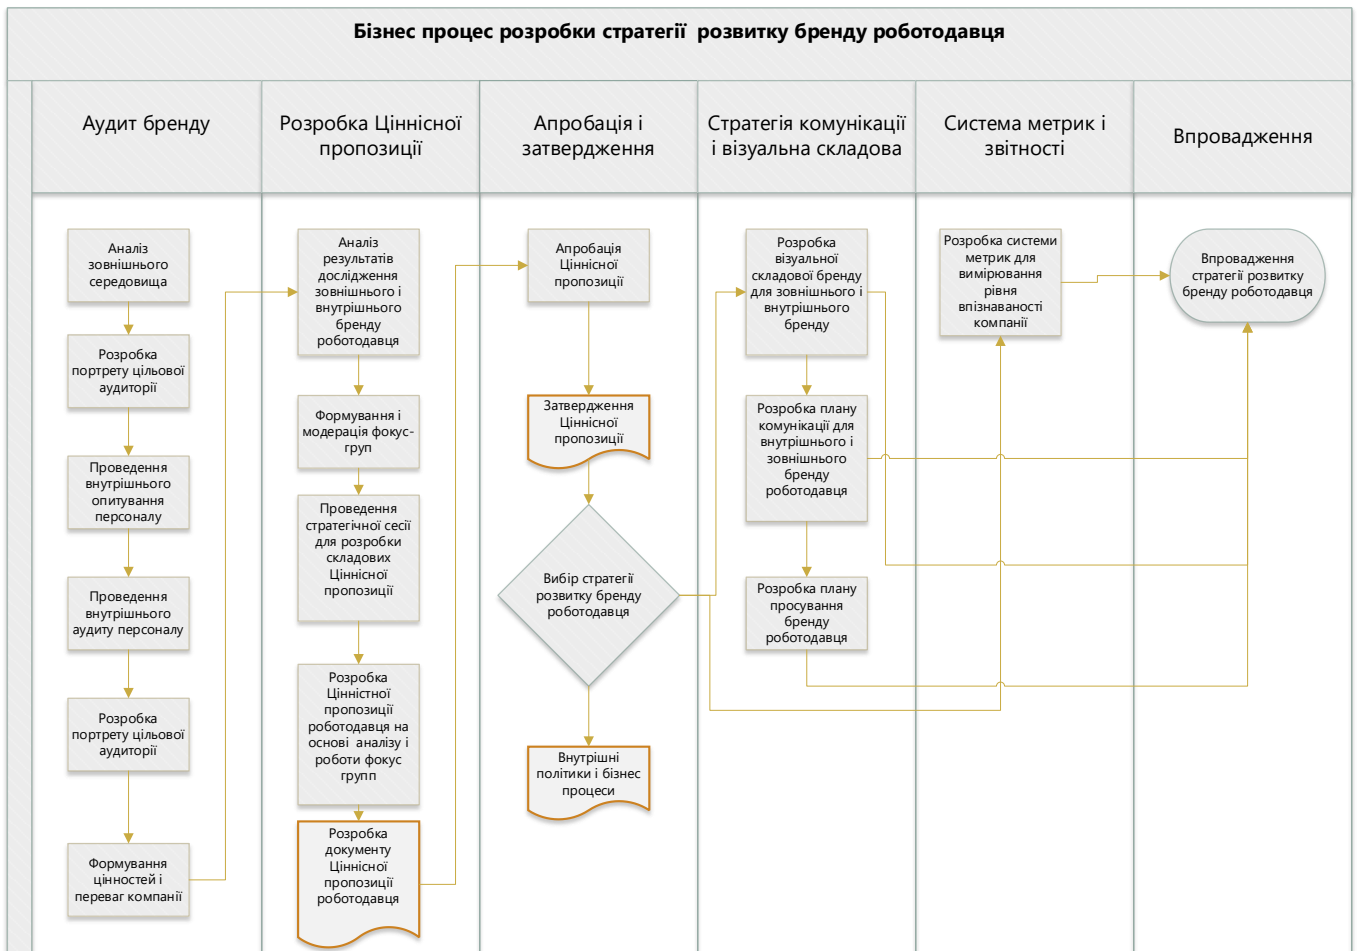 Бізнес процес розробки стратегії розвитку бренду роботодавця
Аудит бренду
Розробка Ціннісної
пропозиції
Апробація і
затвердження
Стратегія комунікації
і візуальна складова
Система метрик і
звітності
Впровадження
Аналіз
зовнішнього
середовища
Розробка
портрету цільової
аудиторії
Проведення
внутрішнього
опитування
персоналу
Проведення
внутрішнього
аудиту персоналу
Розробка
портрету цільової
аудиторії
Формування
цінностей і
переваг компанії
Аналіз
результатів
дослідження
зовнішнього і
внутрішнього
бренду
роботодавця
Формування і
модерація фокус-
груп
Проведення
стратегічної сесії
для розробки
складових
Ціннісної
пропозиції
Розробка
Цінністної
пропозиції
роботодавця на
основі аналізу і
роботи фокус
групп
Розробка
документу
Ціннісної
пропозиції
роботодавця
Апробація
Ціннісної
пропозиції
Затвердження
Ціннісної
пропозиції
Вибір стратегії
розвитку бренду
роботодавця
Внутрішні
політики і бізнес
процеси
Розробка
візуальної
складової бренду
для зовнішнього і
внутрішнього
бренду
Розробка плану
комунікації для
внутрішнього і
зовнішнього
бренду
роботодавця
Розробка плану
просування
бренду
роботодавця
Розробка системи
метрик для
вимірювання
рівня
впізнаваності
компанії
Впровадження
стратегії розвитку
бренду роботодавця